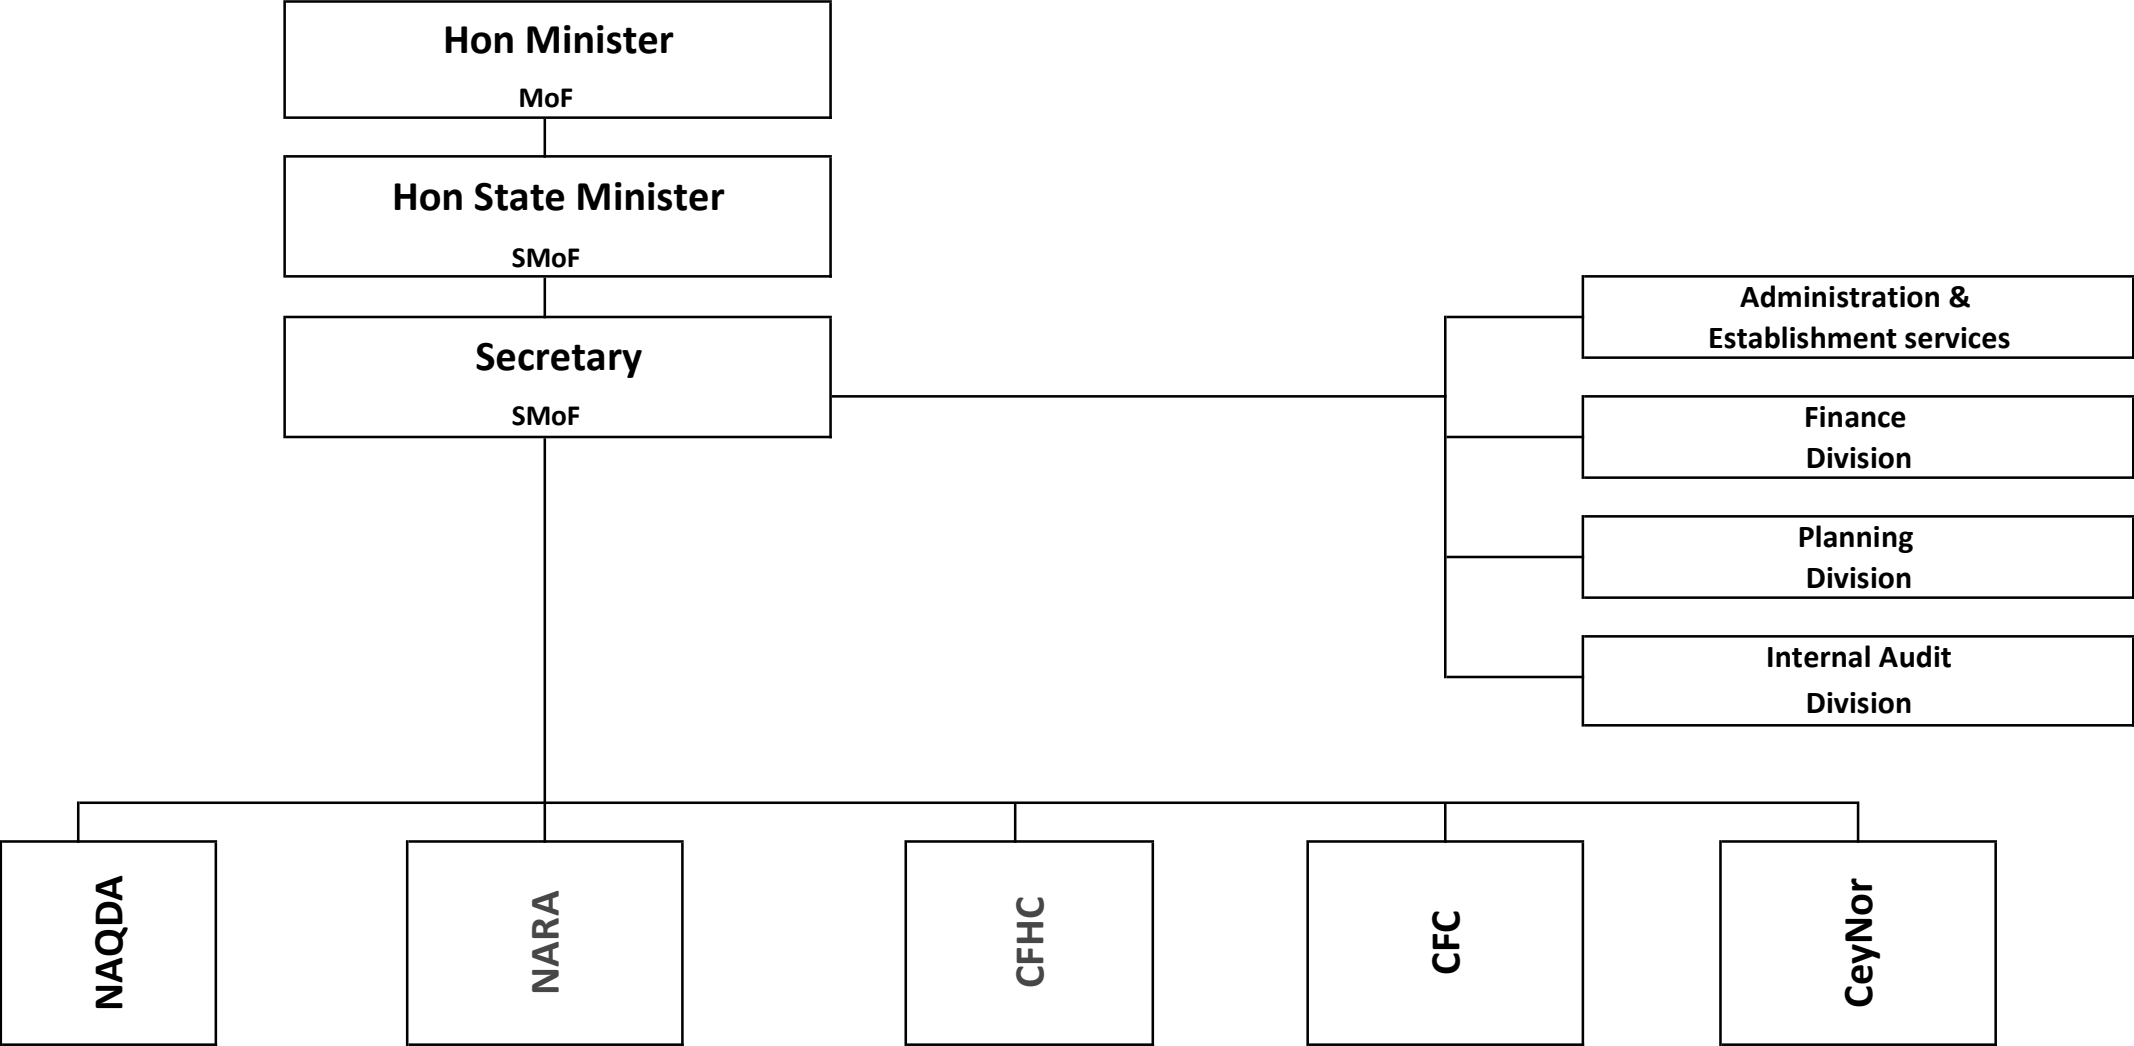 Hon Minister
MoF
Hon State Minister
SMoF
Secretary
SMoF
Administration &
Establishment services
Finance
Division
Planning
Division
Internal Audit
Division
NAQDA
NARA
CFHC
CFC
CeyNor